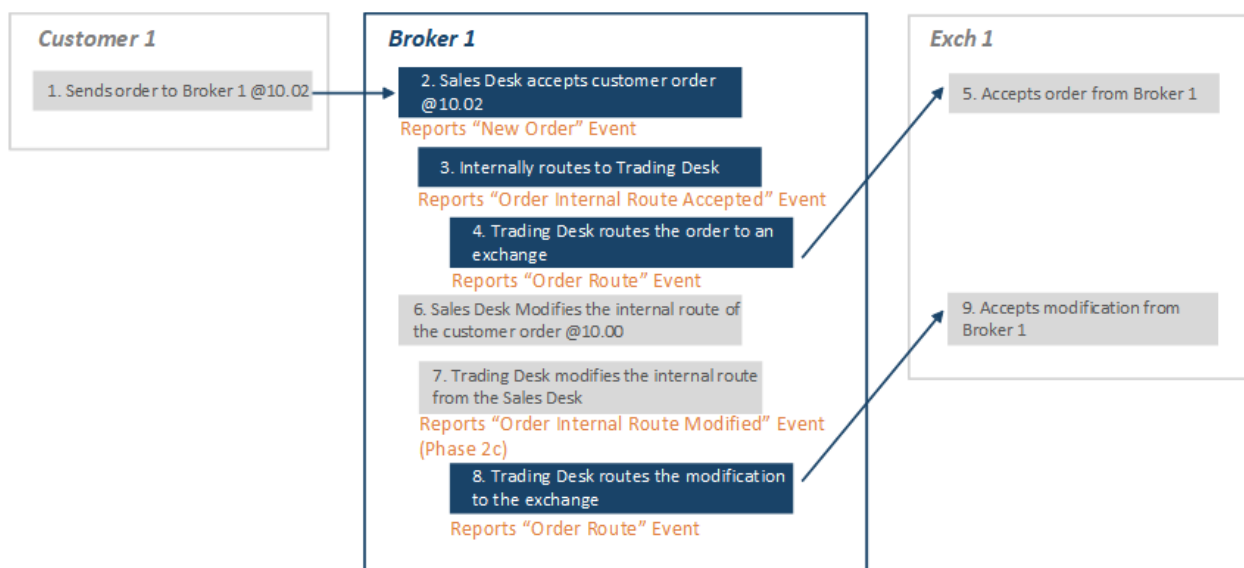 Customer 1
1. Sends order to Broker 1 @10.02
Broker 1
2. Sales Desk accepts customer order
@10.02
Reports “New Order” Event
3. Internally routes to Trading Desk
Reports “Order Internal Route Accepted” Event
4. Trading Desk routes the order to an
exchange
Reports “Order Route” Event
6. Sales Desk Modifies the internal route of
the customer order @10.00
7. Trading Desk modifies the internal route
from the Sales Desk
Reports “Order Internal Route Modified” Event
(Phase 2c)
8. Trading Desk routes the modification
to the exchange
Reports “Order Route” Event
Exch 1
5. Accepts order from Broker 1
9. Accepts modification from
Broker 1